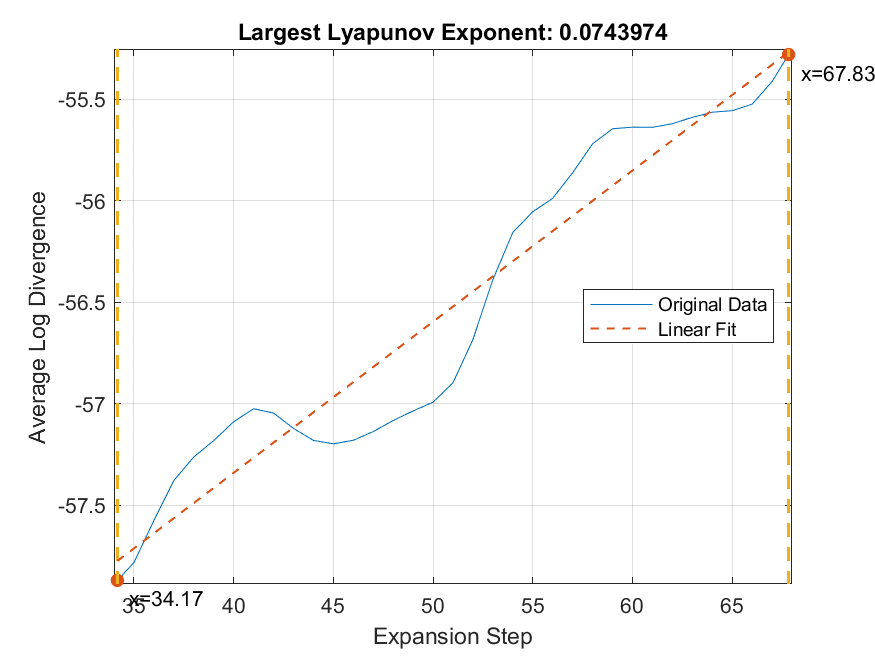 Largest Lyapunov Exponent: 0.0743974
x=67.83
-55.5
-56
-56.5
-57
-57.5
Average Log Divergence
Original Data
Linear Fit
x=34.17
35 40 45 50 55 60 65
Expansion Step